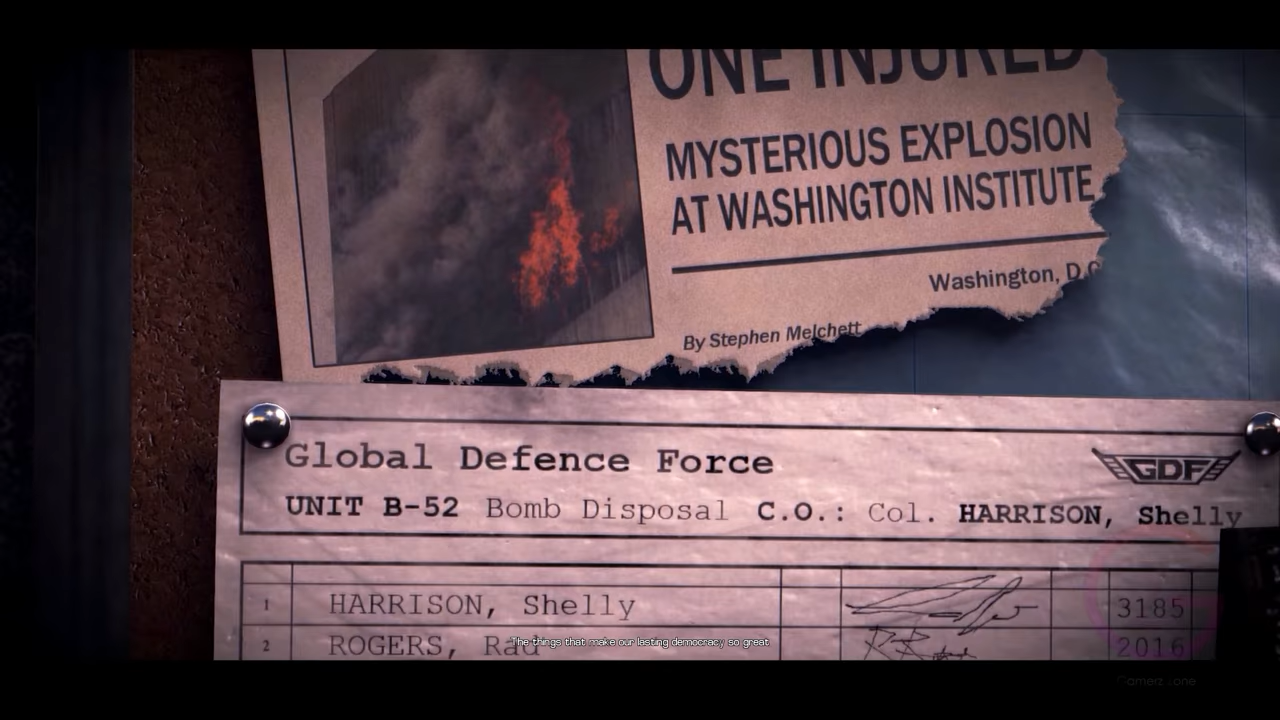 ONE INJURED
MYSTERIOUS EXPLOSION
AT WASHINGTON INSTITUTE
Washington, D.C
By Stephen Melchett
Global Defence Force
GDF
UNIT B-52 Bomb Disposal C.O.: Col. HARRISON, Shelly
1 HARRISON, Shelly 3185
2 ROGERS, Rad 2016
The things that make our lasting democracy so great